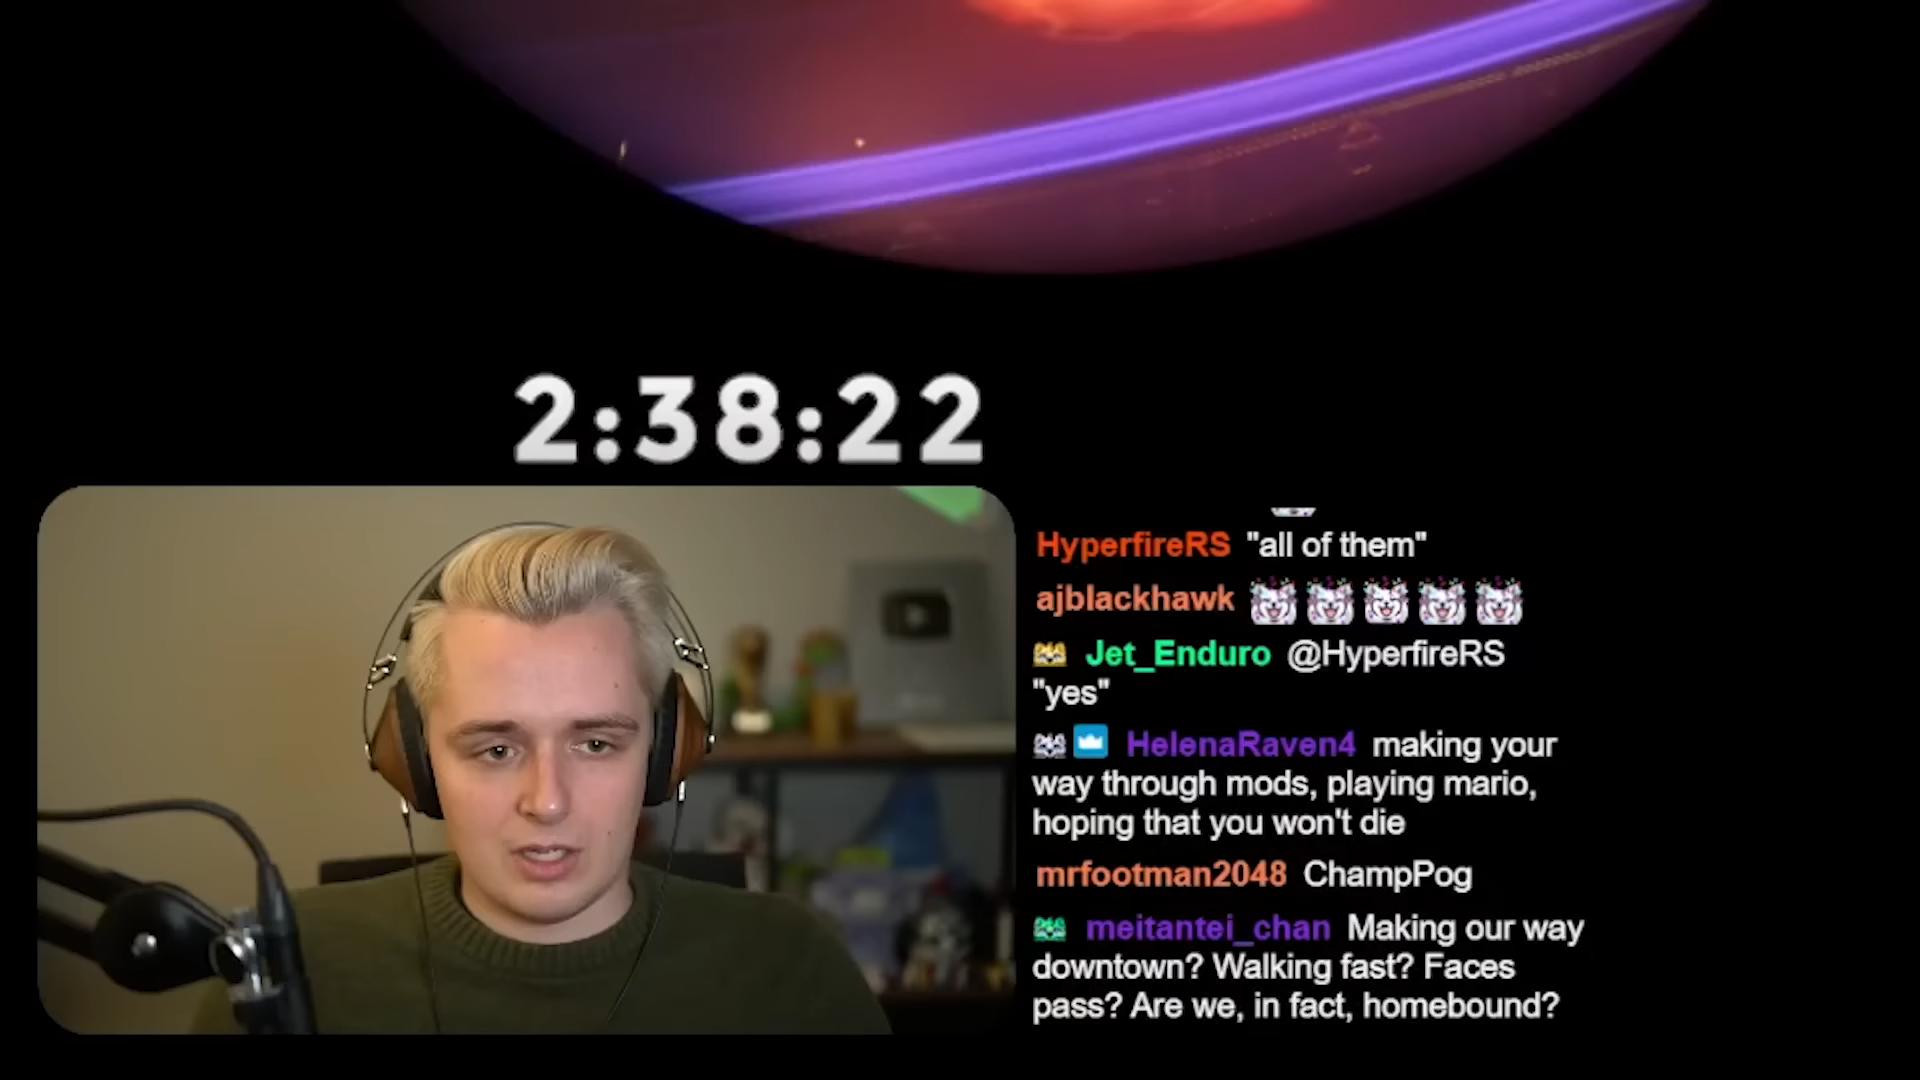 2:38:22
HyperfireRS "all of them"
ajblackhawk
Jet_Enduro @HyperfireRS
"yes"
HelenaRaven4 making your
way through mods, playing mario,
hoping that you won't die
mrfootman2048 ChampPog
meitantei_chan Making our way
downtown? Walking fast? Faces
pass? Are we, in fact, homebound?